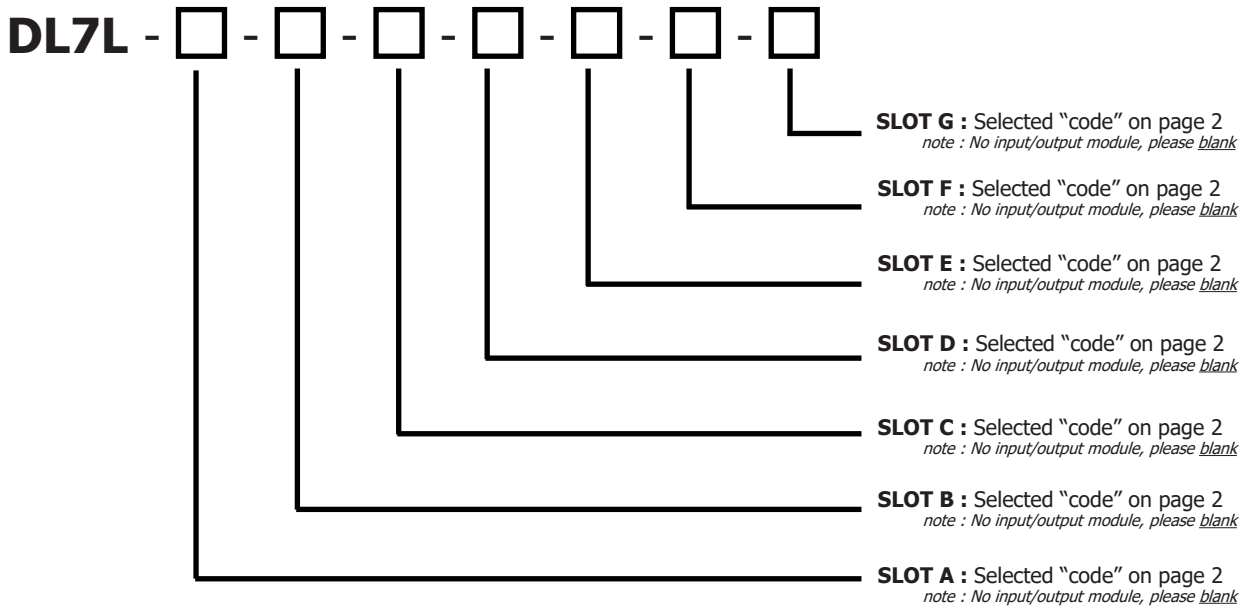 DL7L - - - - - - -
SLOT G : Selected “code” on page 2
note : No input/output module, please blank
SLOT F : Selected “code” on page 2
note : No input/output module, please blank
SLOT E : Selected “code” on page 2
note : No input/output module, please blank
SLOT D : Selected “code” on page 2
note : No input/output module, please blank
SLOT C : Selected “code” on page 2
note : No input/output module, please blank
SLOT B : Selected “code” on page 2
note : No input/output module, please blank
SLOT A : Selected “code” on page 2
note : No input/output module, please blank